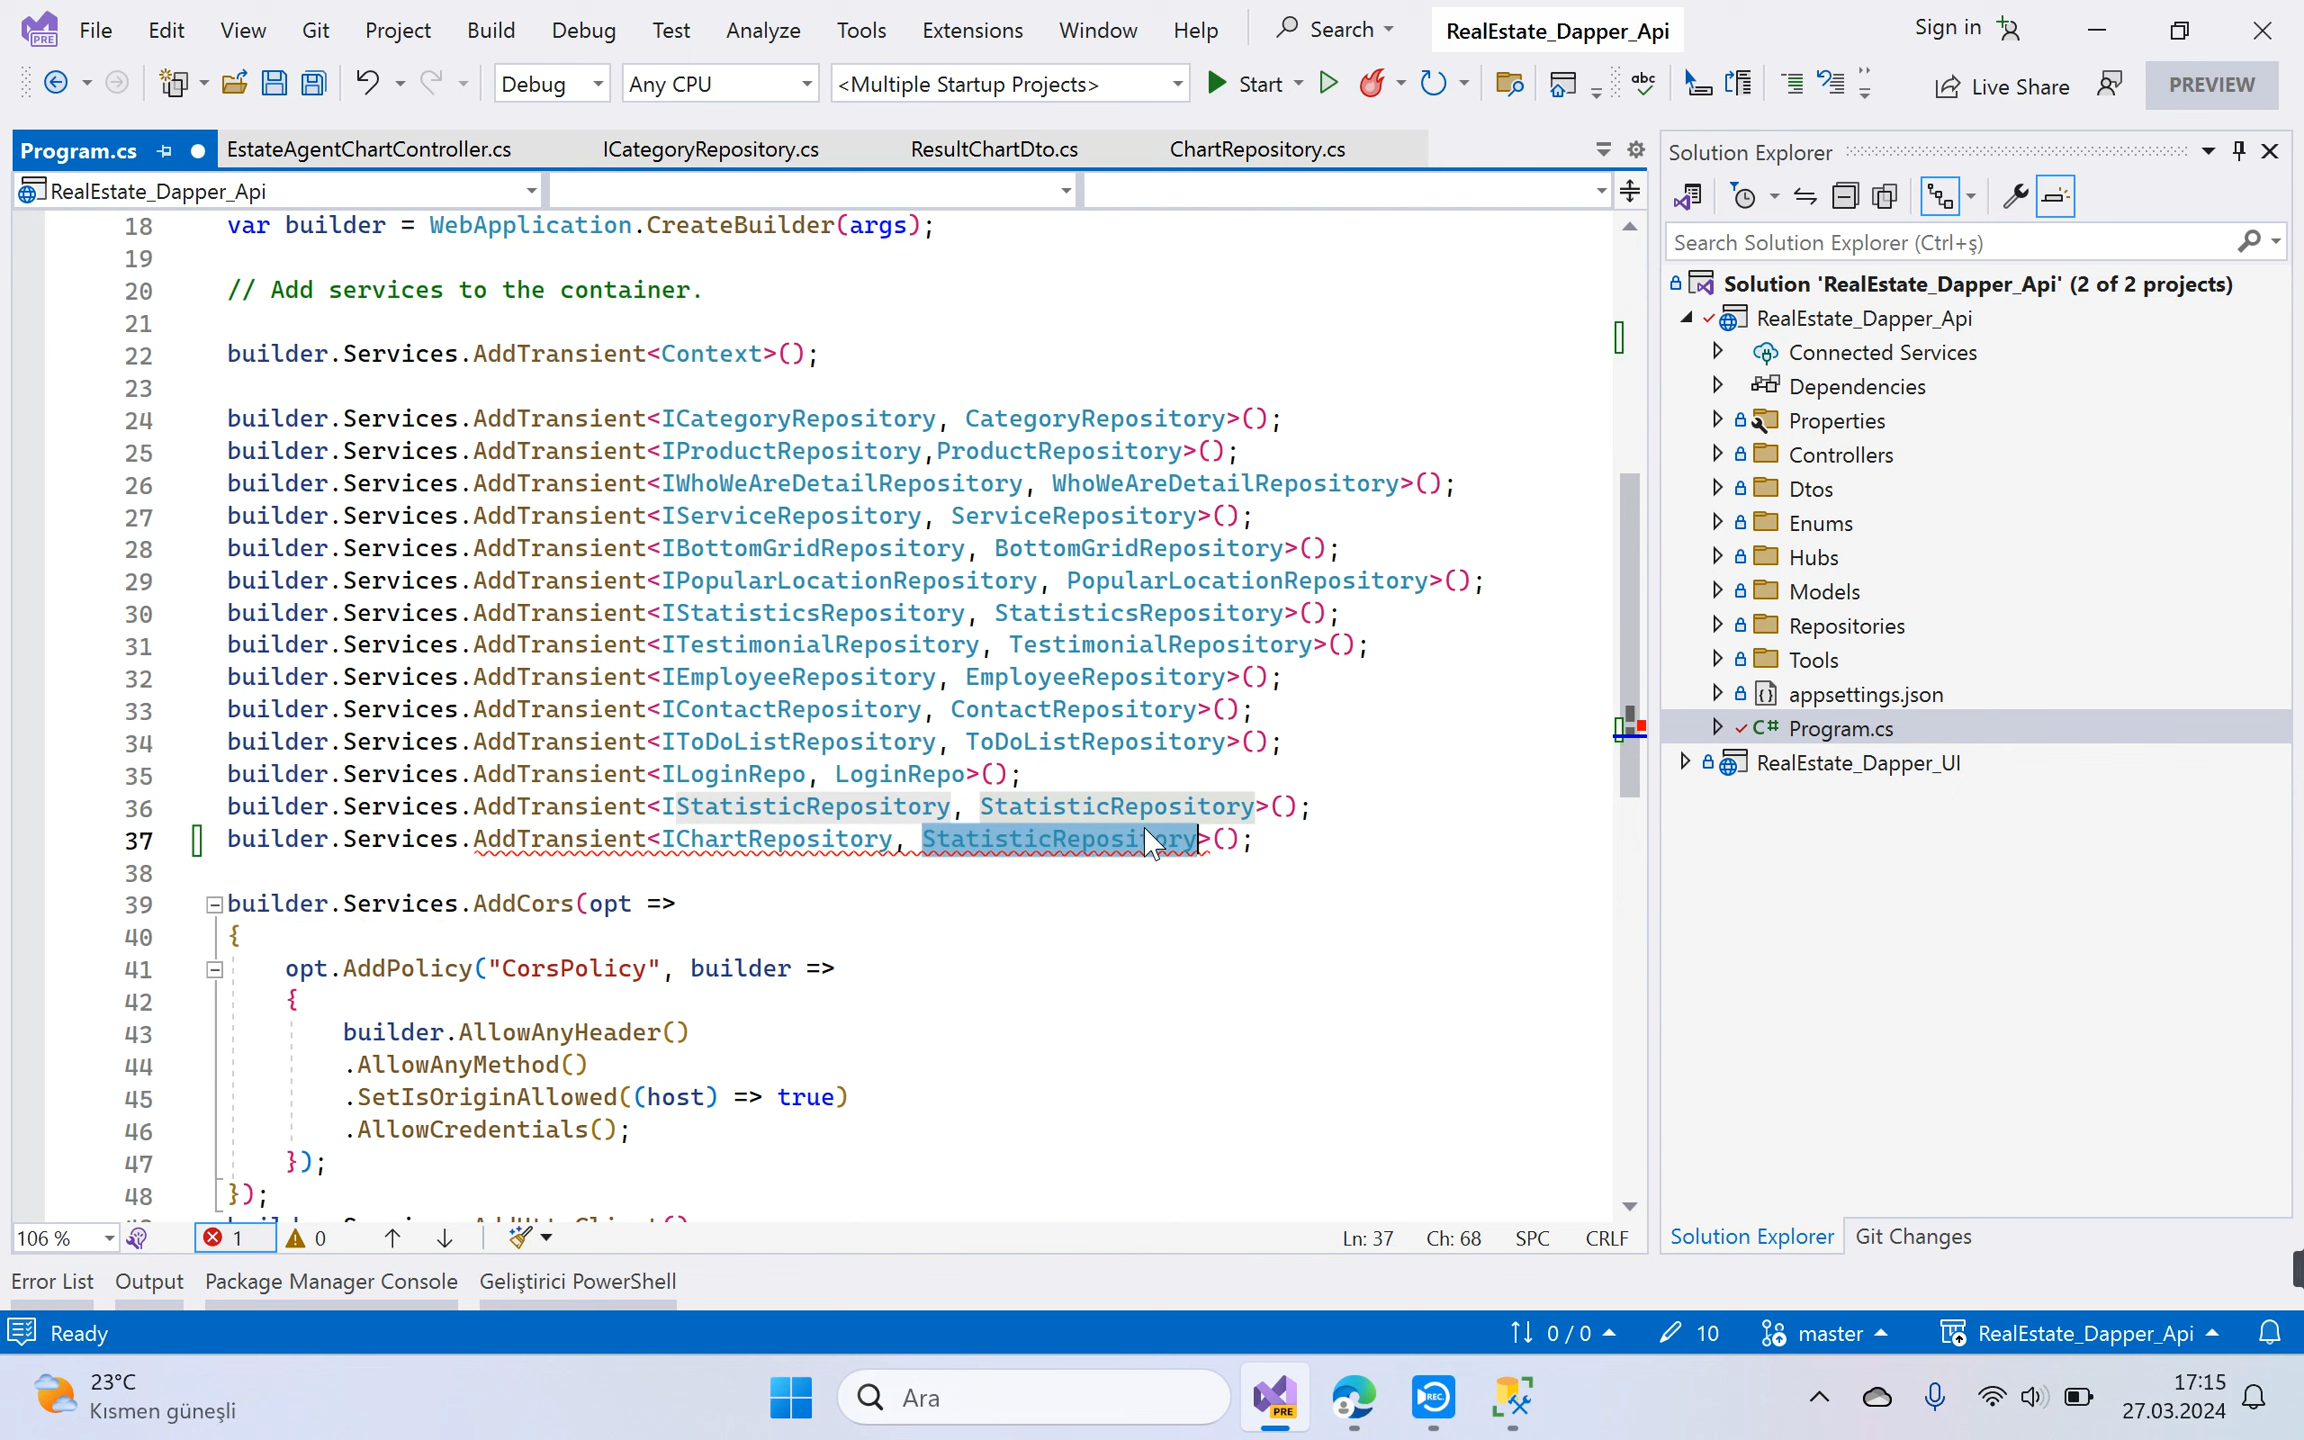 File Edit View Git Project Build Debug Test Analyze Tools Extensions Window Help Search RealEstate_Dapper_Api Sign in
Debug Any CPU <Multiple Startup Projects> Start Live Share PREVIEW
Program.cs EstateAgentChartController.cs ICategoryRepository.cs ResultChartDto.cs ChartRepository.cs
RealEstate_Dapper_Api
18 var builder = WebApplication.CreateBuilder(args);
19
20 // Add services to the container.
21
22 builder.Services.AddTransient<Context>();
23
24 builder.Services.AddTransient<ICategoryRepository, CategoryRepository>();
25 builder.Services.AddTransient<IProductRepository,ProductRepository>();
26 builder.Services.AddTransient<IWhoWeAreDetailRepository, WhoWeAreDetailRepository>();
27 builder.Services.AddTransient<IServiceRepository, ServiceRepository>();
28 builder.Services.AddTransient<IBottomGridRepository, BottomGridRepository>();
29 builder.Services.AddTransient<IPopularLocationRepository, PopularLocationRepository>();
30 builder.Services.AddTransient<IStatisticsRepository, StatisticsRepository>();
31 builder.Services.AddTransient<ITestimonialRepository, TestimonialRepository>();
32 builder.Services.AddTransient<IEmployeeRepository, EmployeeRepository>();
33 builder.Services.AddTransient<IContactRepository, ContactRepository>();
34 builder.Services.AddTransient<IToDoListRepository, ToDoListRepository>();
35 builder.Services.AddTransient<ILoginRepo, LoginRepo>();
36 builder.Services.AddTransient<IStatisticRepository, StatisticRepository>();
37 builder.Services.AddTransient<IChartRepository, StatisticRepository>();
38
39 builder.Services.AddCors(opt =>
40 {
41 opt.AddPolicy("CorsPolicy", builder =>
42 {
43 builder.AllowAnyHeader()
44 .AllowAnyMethod()
45 .SetIsOriginAllowed((host) => true)
46 .AllowCredentials();
47 });
48 });
106 % 1 0 Ln: 37 Ch: 68 SPC CRLF
Solution Explorer
Search Solution Explorer (Ctrl+ş)
Solution 'RealEstate_Dapper_Api' (2 of 2 projects)
RealEstate_Dapper_Api
Connected Services
Dependencies
Properties
Controllers
Dtos
Enums
Hubs
Models
Repositories
Tools
appsettings.json
C# Program.cs
RealEstate_Dapper_UI
Solution Explorer Git Changes
Error List Output Package Manager Console Geliştirici PowerShell
Ready 0 / 0 10 master RealEstate_Dapper_Api
23°C
Kısmen güneşli
Ara
PRE
REC
17:15
27.03.2024